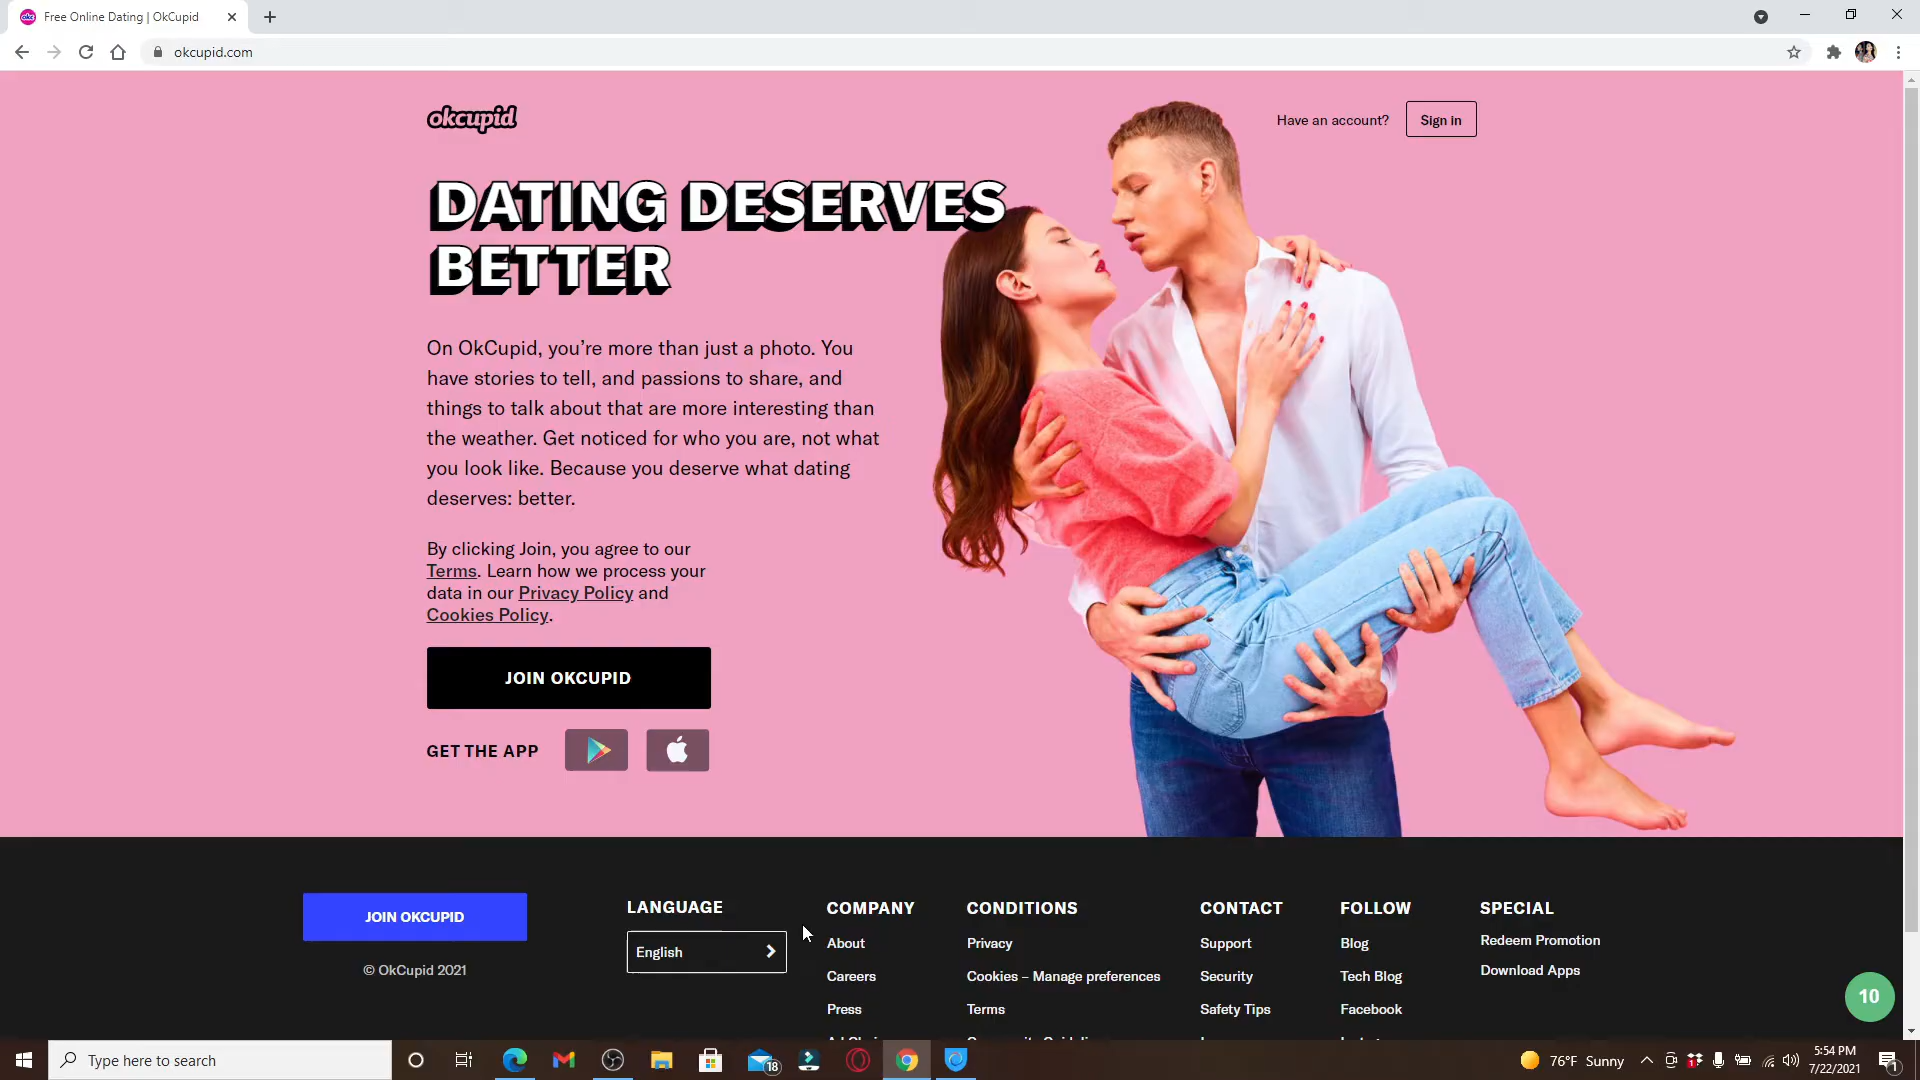 Free Online Dating | OkCupid
okcupid.com
okcupid
Have an account?
Sign in
DATING DESERVES
BETTER
On OkCupid, you’re more than just a photo. You
have stories to tell, and passions to share, and
things to talk about that are more interesting than
the weather. Get noticed for who you are, not what
you look like. Because you deserve what dating
deserves: better.
By clicking Join, you agree to our
Terms. Learn how we process your
data in our Privacy Policy and
Cookies Policy.
JOIN OKCUPID
GET THE APP
JOIN OKCUPID
© OkCupid 2021
LANGUAGE
English
COMPANY
About
Careers
Press
CONDITIONS
Privacy
Cookies – Manage preferences
Terms
CONTACT
Support
Security
Safety Tips
FOLLOW
Blog
Tech Blog
Facebook
SPECIAL
Redeem Promotion
Download Apps
10
Type here to search
18
76°F Sunny
5:54 PM
7/22/2021
1